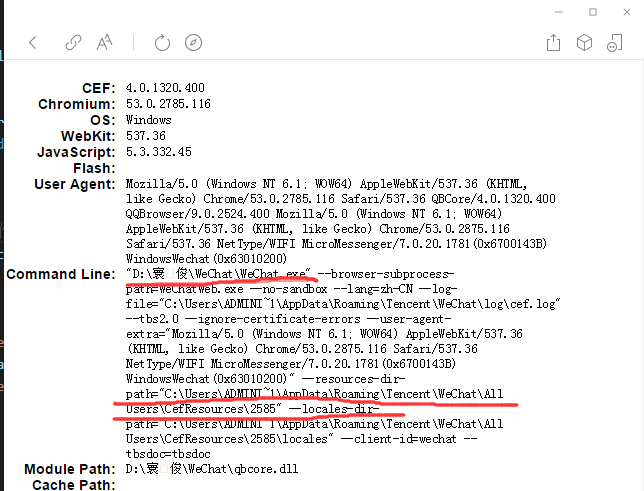 CEF: 4.0.1320.400
Chromium: 53.0.2785.116
OS: Windows
WebKit: 537.36
JavaScript: 5.3.332.45
Flash:
User Agent: Mozilla/5.0 (Windows NT 6.1; WOW64) AppleWebKit/537.36 (KHTML,
like Gecko) Chrome/53.0.2785.116 Safari/537.36 QBCore/4.0.1320.400
QQBrowser/9.0.2524.400 Mozilla/5.0 (Windows NT 6.1; WOW64)
AppleWebKit/537.36 (KHTML, like Gecko) Chrome/53.0.2875.116
Safari/537.36 NetType/WIFI MicroMessenger/7.0.20.1781(0x6700143B)
WindowsWechat(0x63010200)
Command Line: "D:\寰俊\WeChat\WeChat.exe" --browser-subprocess-
path=WeChatWeb.exe --no-sandbox --lang=zh-CN --log-
file="C:\Users\ADMINI~1\AppData\Roaming\Tencent\WeChat\log\cef.log"
--tbs2.0 --ignore-certificate-errors --user-agent-
extra="Mozilla/5.0 (Windows NT 6.1; WOW64) AppleWebKit/537.36
(KHTML, like Gecko) Chrome/53.0.2875.116 Safari/537.36
NetType/WIFI MicroMessenger/7.0.20.1781(0x6700143B)
WindowsWechat(0x63010200)" --resources-dir-
path="C:\Users\ADMINI~1\AppData\Roaming\Tencent\WeChat\All
Users\CefResources\2585" --locales-dir-
path="C:\Users\ADMINI~1\AppData\Roaming\Tencent\WeChat\All
Users\CefResources\2585\locales" --client-id=wechat --
tbsdoc=tbsdoc
Module Path: D:\寰俊\WeChat\qbcore.dll
Cache Path: